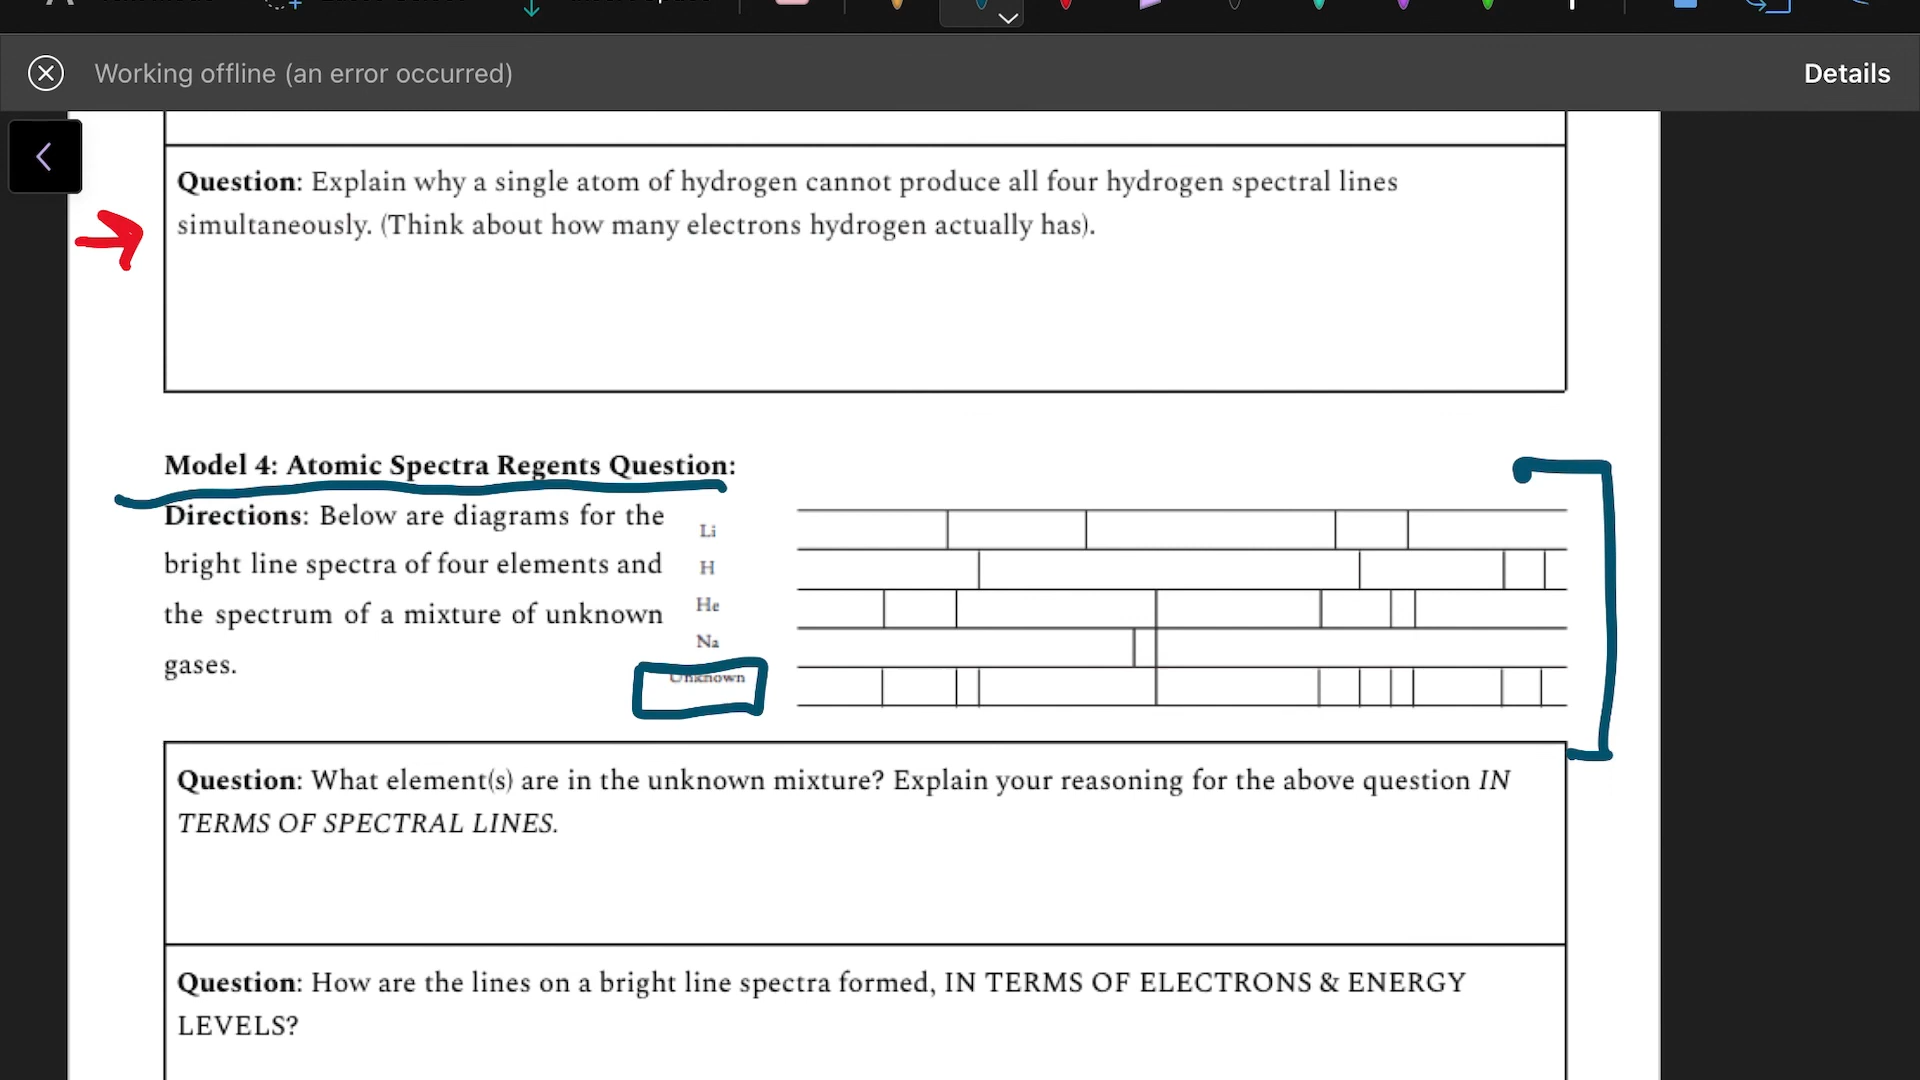 Working offline (an error occurred)
Details
Question: Explain why a single atom of hydrogen cannot produce all four hydrogen spectral lines
simultaneously. (Think about how many electrons hydrogen actually has).
Model 4: Atomic Spectra Regents Question:
Directions: Below are diagrams for the
bright line spectra of four elements and
the spectrum of a mixture of unknown
gases.
Li
H
He
Na
Unknown
Question: What element(s) are in the unknown mixture? Explain your reasoning for the above question IN
TERMS OF SPECTRAL LINES.
Question: How are the lines on a bright line spectra formed, IN TERMS OF ELECTRONS & ENERGY
LEVELS?